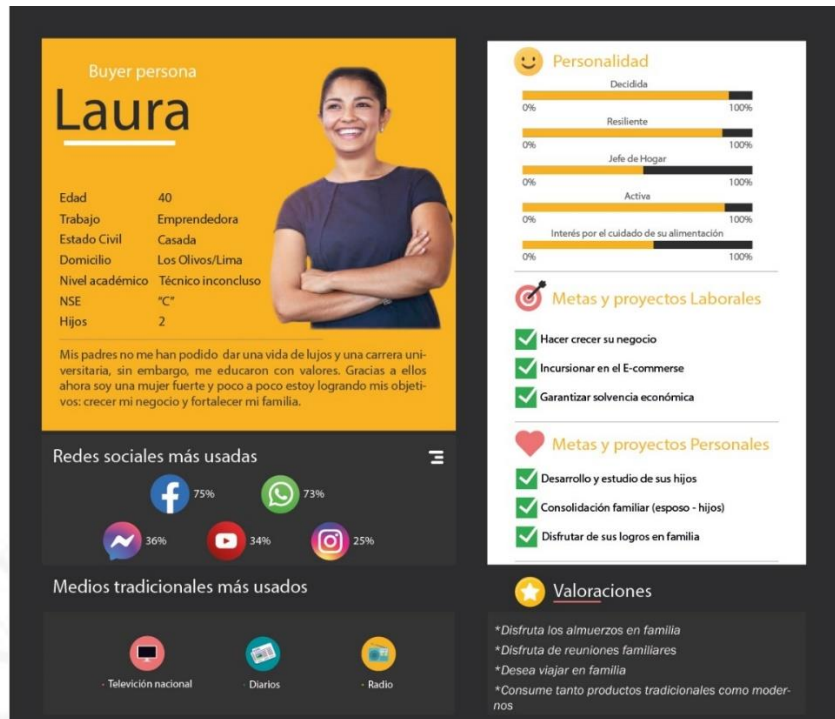 Buyer persona
Laura
Edad 40
Trabajo Emprendedora
Estado Civil Casada
Domicilio Los Olivos/Lima
Nivel académico Técnico inconcluso
NSE "C"
Hijos 2
Mis padres no me han podido dar una vida de lujos y una carrera uni-
versitaria, sin embargo, me educaron con valores. Gracias a ellos
ahora soy una mujer fuerte y poco a poco estoy logrando mis objeti-
vos: crecer mi negocio y fortalecer mi familia.
Redes sociales más usadas
75% 73%
36% 34% 25%
Medios tradicionales más usados
- Televición nacional - Diarios - Radio
Personalidad
Decidida
0% 100%
Resiliente
0% 100%
Jefe de Hogar
0% 100%
Activa
0% 100%
Interés por el cuidado de su alimentación
0% 100%
Metas y proyectos Laborales
Hacer crecer su negocio
Incursionar en el E-commerse
Garantizar solvencia económica
Metas y proyectos Personales
Desarrollo y estudio de sus hijos
Consolidación familiar (esposo - hijos)
Disfrutar de sus logros en familia
Valoraciones
*Disfruta los almuerzos en familia
*Disfruta de reuniones familiares
*Desea viajar en familia
*Consume tanto productos tradicionales como moder-
nos